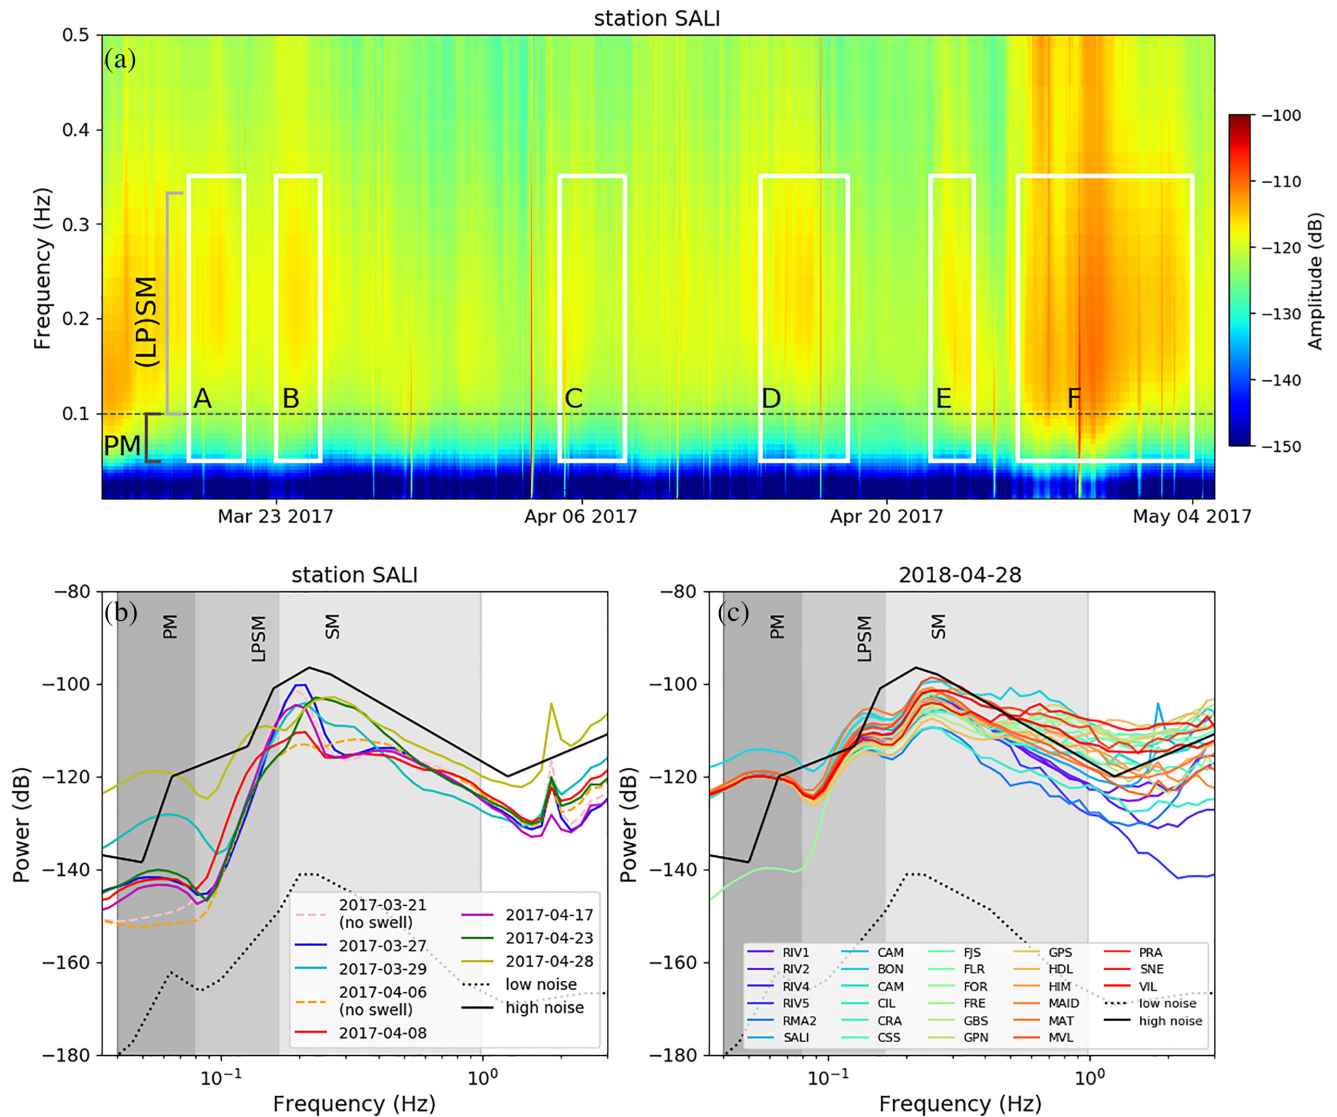 station SALI
(a)
0.5
0.4
0.3
0.2
0.1
Frequency (Hz)
(LP)SM
PM
A
B
C
D
E
F
Mar 23 2017
Apr 06 2017
Apr 20 2017
May 04 2017
−100
−110
−120
−130
−140
−150
Amplitude (dB)
station SALI
(b)
PM
LPSM
SM
−80
−100
−120
−140
−160
−180
Power (dB)
2017-03-21
(no swell)
2017-03-27
2017-03-29
2017-04-06
(no swell)
2017-04-08
2017-04-17
2017-04-23
2017-04-28
low noise
high noise
10⁻¹
10⁰
Frequency (Hz)
2018-04-28
(c)
PM
LPSM
SM
−80
−100
−120
−140
−160
−180
Power (dB)
RIV1
RIV2
RIV4
RIV5
RMA2
SALI
CAM
BON
CAM
CIL
CRA
CSS
FJS
FLR
FOR
FRE
GBS
GPN
GPS
HDL
HIM
MAID
MAT
MVL
PRA
SNE
VIL
low noise
high noise
10⁻¹
10⁰
Frequency (Hz)